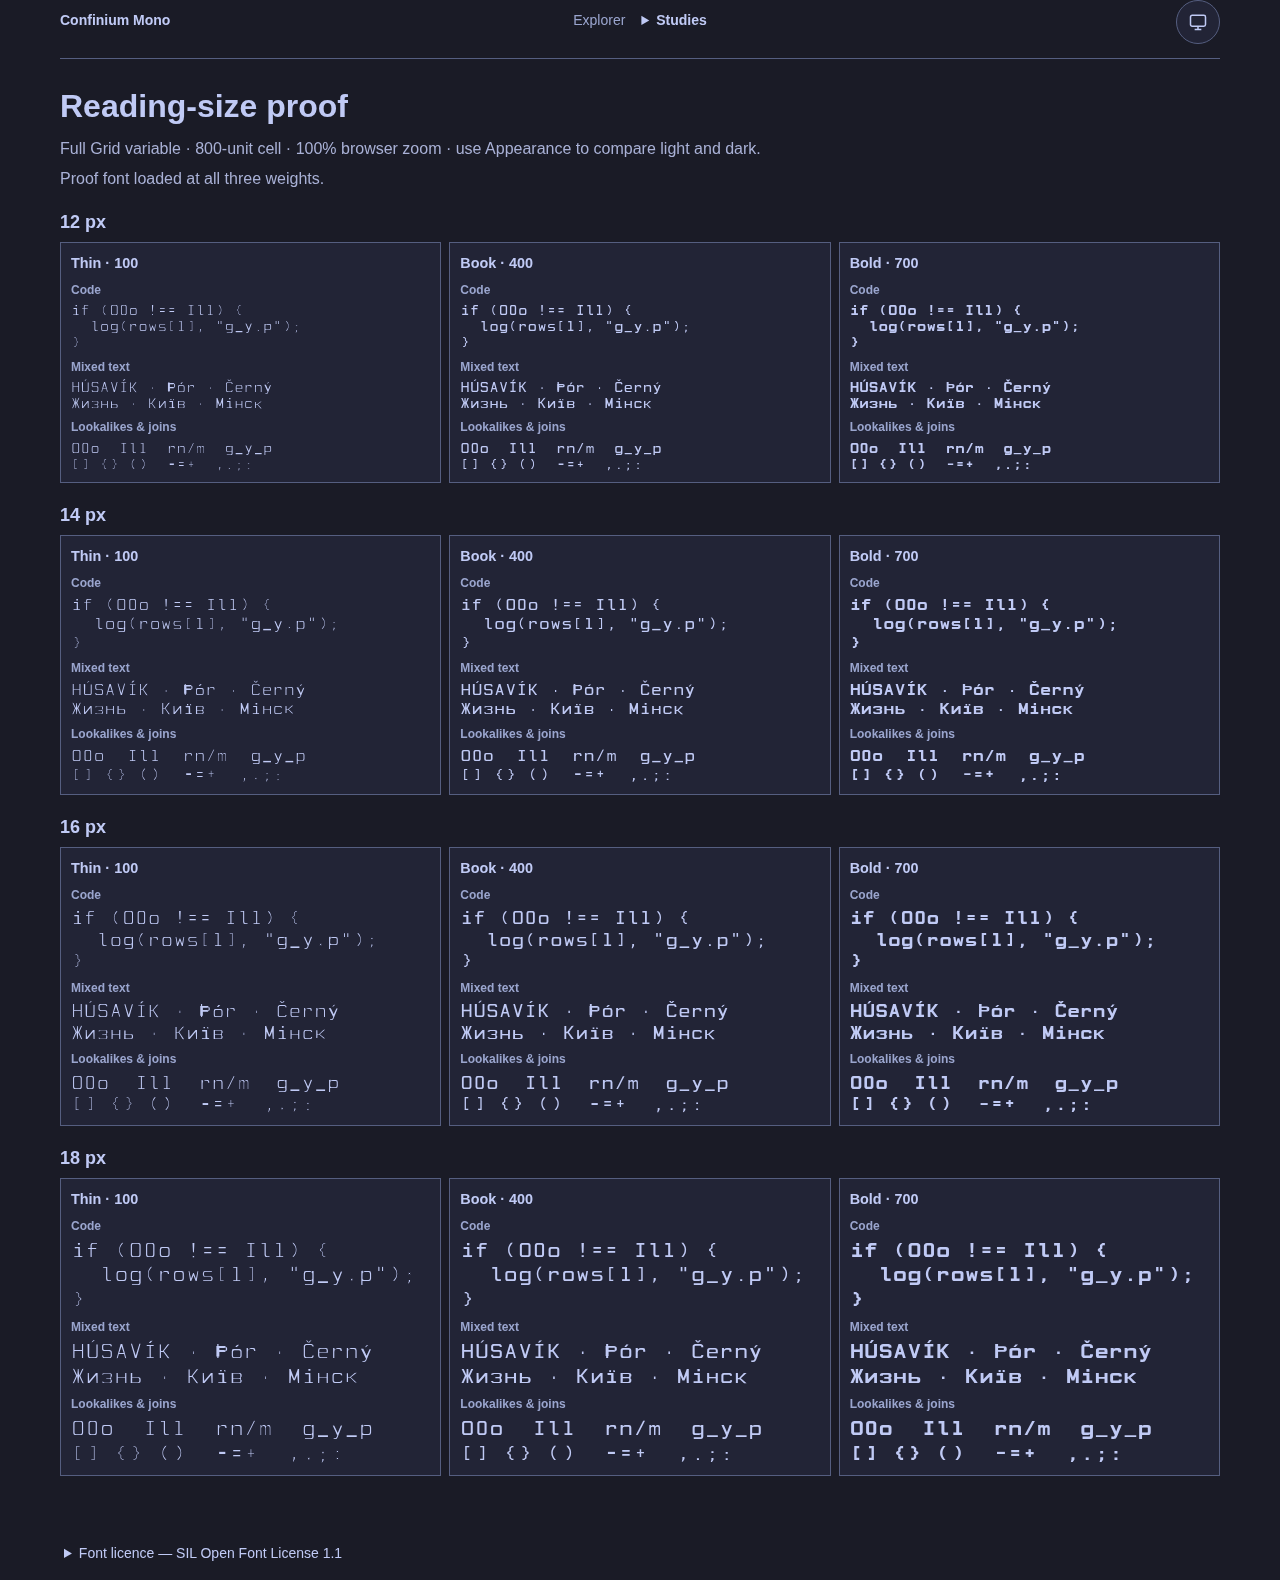 Confinium Mono
Explorer ▶ Studies
Reading-size proof
Full Grid variable · 800-unit cell · 100% browser zoom · use Appearance to compare light and dark.
Proof font loaded at all three weights.
12 px
Thin · 100
Code
if (O0o !== Il1) {
log(rows[1], "g_y.p");
}
Mixed text
HÚSAVÍK · Þór · Černý
Жизнь · Київ · Мінск
Lookalikes & joins
O0o Il1 rn/m g_y_p
[] {} () -=+ ,.;:
Book · 400
Code
if (O0o !== Il1) {
log(rows[1], "g_y.p");
}
Mixed text
HÚSAVÍK · Þór · Černý
Жизнь · Київ · Мінск
Lookalikes & joins
O0o Il1 rn/m g_y_p
[] {} () -=+ ,.;:
Bold · 700
Code
if (O0o !== Il1) {
log(rows[1], "g_y.p");
}
Mixed text
HÚSAVÍK · Þór · Černý
Жизнь · Київ · Мінск
Lookalikes & joins
O0o Il1 rn/m g_y_p
[] {} () -=+ ,.;:
14 px
Thin · 100
Code
if (O0o !== Il1) {
log(rows[1], "g_y.p");
}
Mixed text
HÚSAVÍK · Þór · Černý
Жизнь · Київ · Мінск
Lookalikes & joins
O0o Il1 rn/m g_y_p
[] {} () -=+ ,.;:
Book · 400
Code
if (O0o !== Il1) {
log(rows[1], "g_y.p");
}
Mixed text
HÚSAVÍK · Þór · Černý
Жизнь · Київ · Мінск
Lookalikes & joins
O0o Il1 rn/m g_y_p
[] {} () -=+ ,.;:
Bold · 700
Code
if (O0o !== Il1) {
log(rows[1], "g_y.p");
}
Mixed text
HÚSAVÍK · Þór · Černý
Жизнь · Київ · Мінск
Lookalikes & joins
O0o Il1 rn/m g_y_p
[] {} () -=+ ,.;:
16 px
Thin · 100
Code
if (O0o !== Il1) {
log(rows[1], "g_y.p");
}
Mixed text
HÚSAVÍK · Þór · Černý
Жизнь · Київ · Мінск
Lookalikes & joins
O0o Il1 rn/m g_y_p
[] {} () -=+ ,.;:
Book · 400
Code
if (O0o !== Il1) {
log(rows[1], "g_y.p");
}
Mixed text
HÚSAVÍK · Þór · Černý
Жизнь · Київ · Мінск
Lookalikes & joins
O0o Il1 rn/m g_y_p
[] {} () -=+ ,.;:
Bold · 700
Code
if (O0o !== Il1) {
log(rows[1], "g_y.p");
}
Mixed text
HÚSAVÍK · Þór · Černý
Жизнь · Київ · Мінск
Lookalikes & joins
O0o Il1 rn/m g_y_p
[] {} () -=+ ,.;:
18 px
Thin · 100
Code
if (O0o !== Il1) {
log(rows[1], "g_y.p");
}
Mixed text
HÚSAVÍK · Þór · Černý
Жизнь · Київ · Мінск
Lookalikes & joins
O0o Il1 rn/m g_y_p
[] {} () -=+ ,.;:
Book · 400
Code
if (O0o !== Il1) {
log(rows[1], "g_y.p");
}
Mixed text
HÚSAVÍK · Þór · Černý
Жизнь · Київ · Мінск
Lookalikes & joins
O0o Il1 rn/m g_y_p
[] {} () -=+ ,.;:
Bold · 700
Code
if (O0o !== Il1) {
log(rows[1], "g_y.p");
}
Mixed text
HÚSAVÍK · Þór · Černý
Жизнь · Київ · Мінск
Lookalikes & joins
O0o Il1 rn/m g_y_p
[] {} () -=+ ,.;:
▶ Font licence — SIL Open Font License 1.1